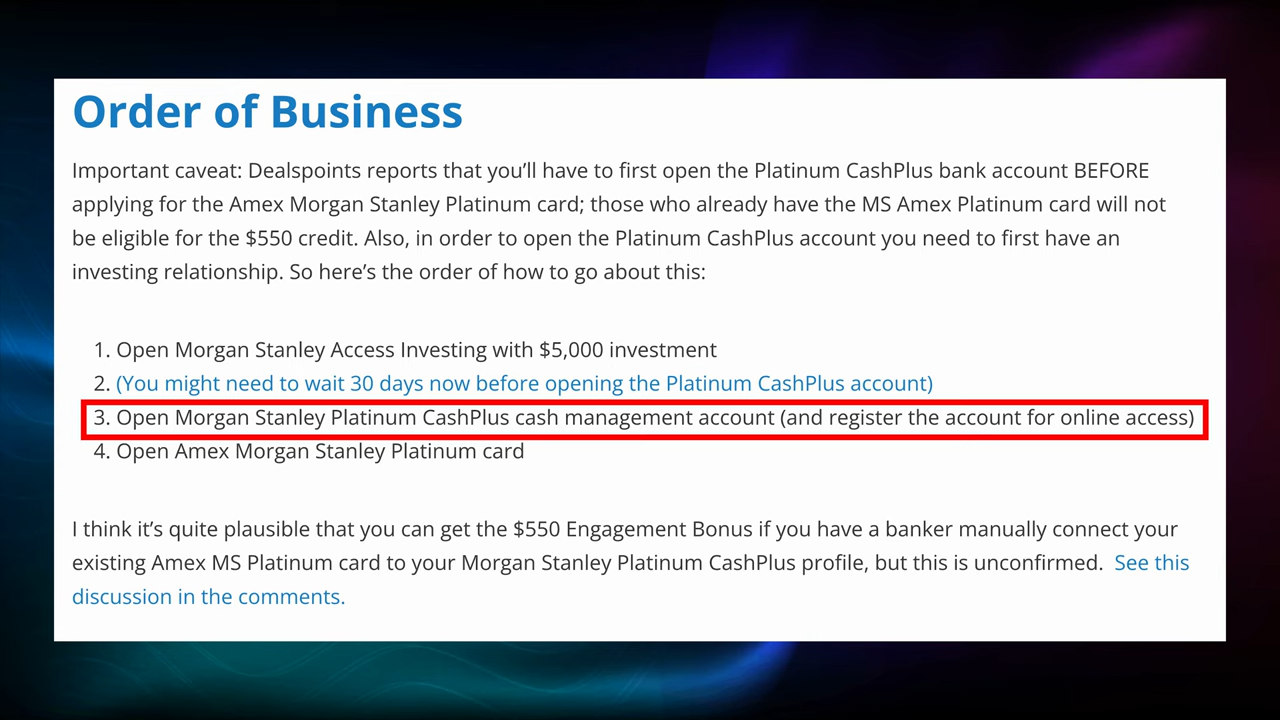 Order of Business
Important caveat: Dealspoints reports that you’ll have to first open the Platinum CashPlus bank account BEFORE
applying for the Amex Morgan Stanley Platinum card; those who already have the MS Amex Platinum card will not
be eligible for the $550 credit. Also, in order to open the Platinum CashPlus account you need to first have an
investing relationship. So here’s the order of how to go about this:
1. Open Morgan Stanley Access Investing with $5,000 investment
2. (You might need to wait 30 days now before opening the Platinum CashPlus account)
3. Open Morgan Stanley Platinum CashPlus cash management account (and register the account for online access)
4. Open Amex Morgan Stanley Platinum card
I think it’s quite plausible that you can get the $550 Engagement Bonus if you have a banker manually connect your
existing Amex MS Platinum card to your Morgan Stanley Platinum CashPlus profile, but this is unconfirmed. See this
discussion in the comments.